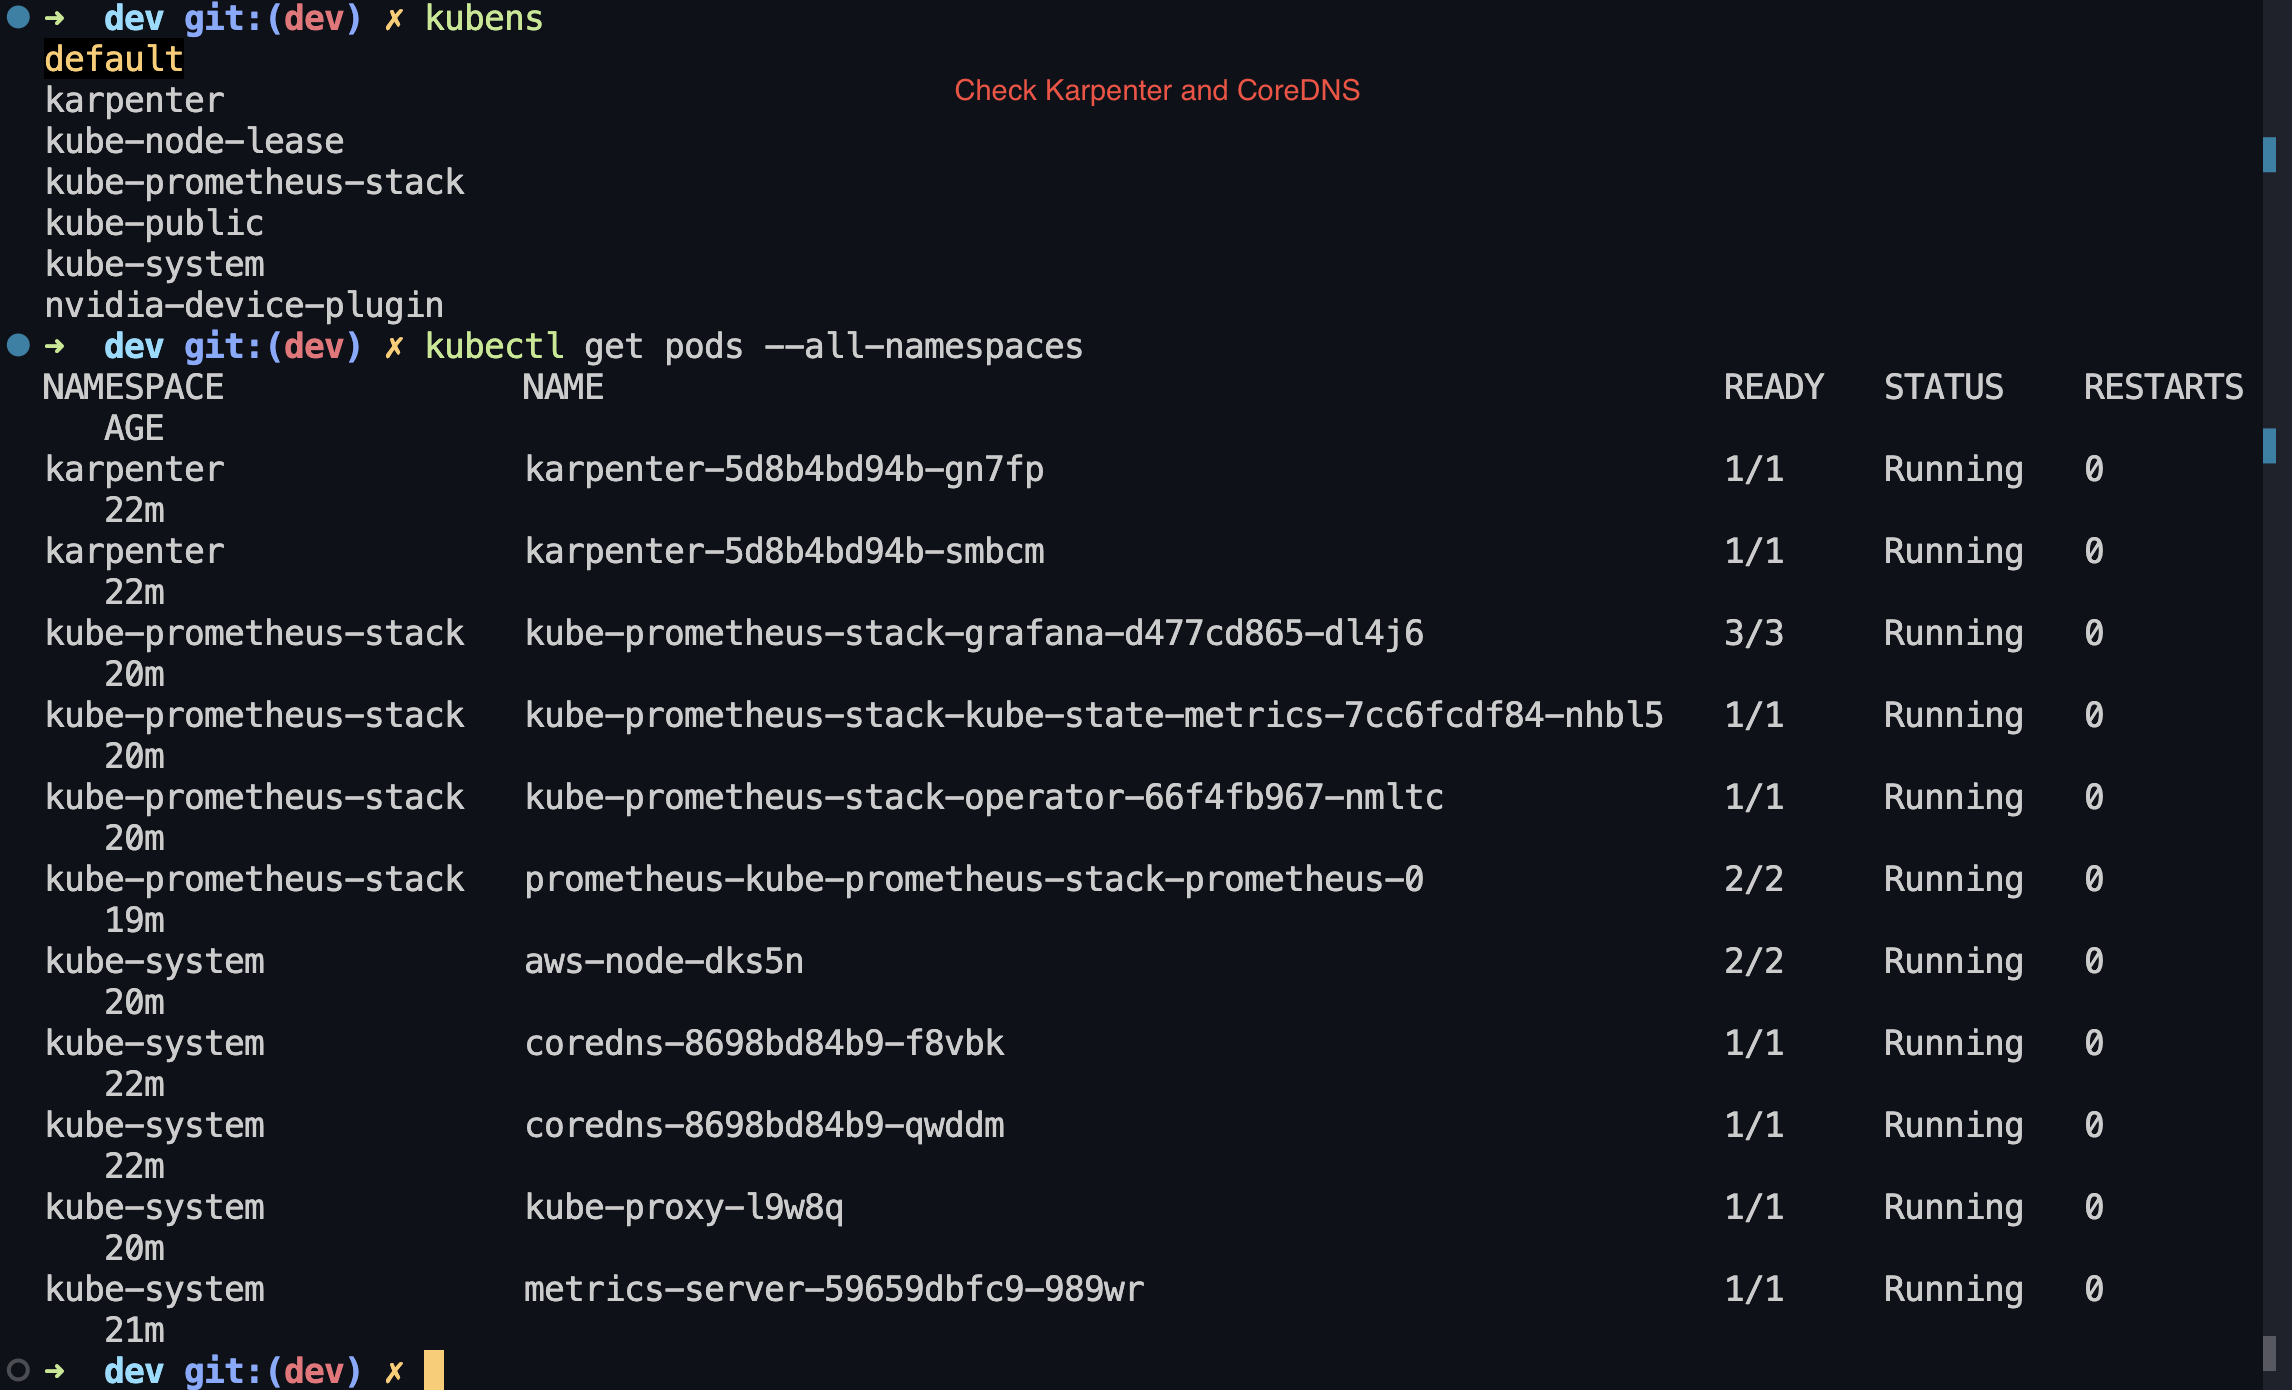 ➜ dev git:(dev) ✗ kubens
default
Check Karpenter and CoreDNS
karpenter
kube-node-lease
kube-prometheus-stack
kube-public
kube-system
nvidia-device-plugin
➜ dev git:(dev) ✗ kubectl get pods --all-namespaces
NAMESPACE NAME READY STATUS RESTARTS
AGE
karpenter karpenter-5d8b4bd94b-gn7fp 1/1 Running 0
22m
karpenter karpenter-5d8b4bd94b-smbcm 1/1 Running 0
22m
kube-prometheus-stack kube-prometheus-stack-grafana-d477cd865-dl4j6 3/3 Running 0
20m
kube-prometheus-stack kube-prometheus-stack-kube-state-metrics-7cc6fcdf84-nhbl5 1/1 Running 0
20m
kube-prometheus-stack kube-prometheus-stack-operator-66f4fb967-nmltc 1/1 Running 0
20m
kube-prometheus-stack prometheus-kube-prometheus-stack-prometheus-0 2/2 Running 0
19m
kube-system aws-node-dks5n 2/2 Running 0
20m
kube-system coredns-8698bd84b9-f8vbk 1/1 Running 0
22m
kube-system coredns-8698bd84b9-qwddm 1/1 Running 0
22m
kube-system kube-proxy-l9w8q 1/1 Running 0
20m
kube-system metrics-server-59659dbfc9-989wr 1/1 Running 0
21m
➜ dev git:(dev) ✗